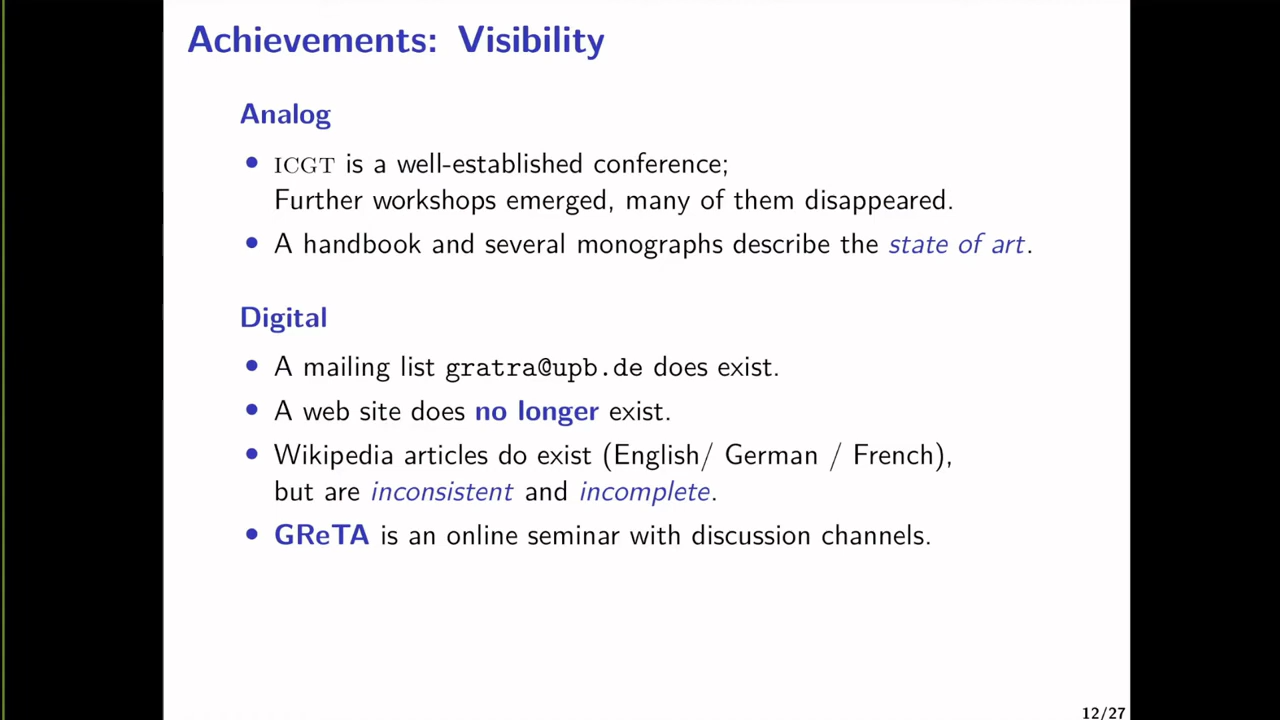 Achievements: Visibility
Analog
• ICGT is a well-established conference;
Further workshops emerged, many of them disappeared.
• A handbook and several monographs describe the state of art.
Digital
• A mailing list gratra@upb.de does exist.
• A web site does no longer exist.
• Wikipedia articles do exist (English/ German / French),
but are inconsistent and incomplete.
• GReTA is an online seminar with discussion channels.
12/27